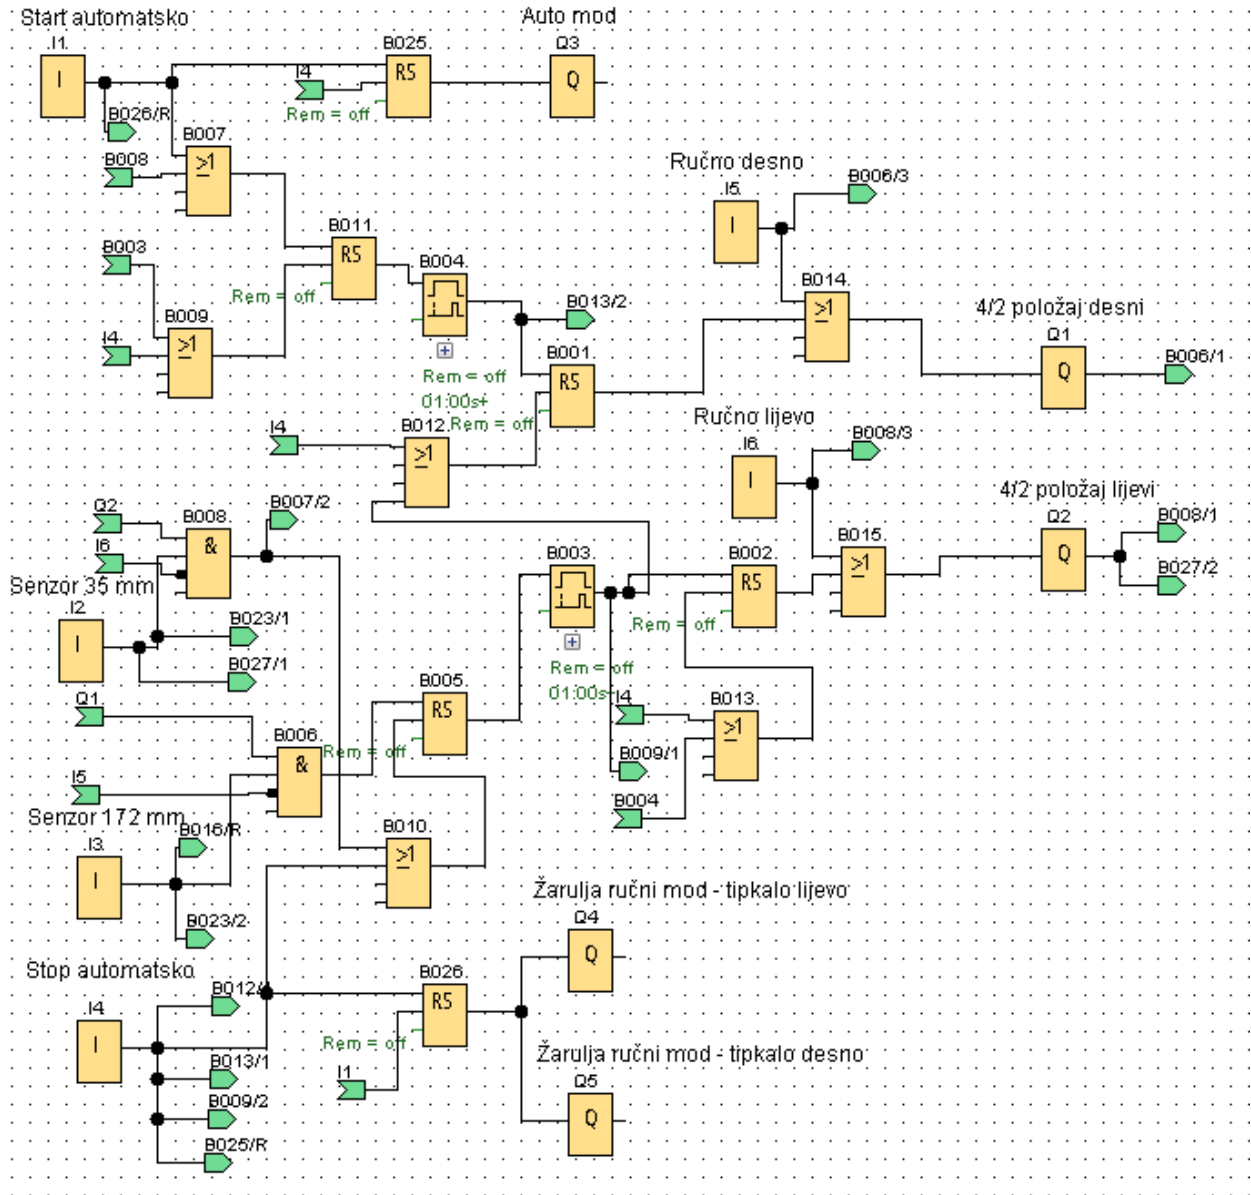 Start automatsko
Auto mod
I1
I
B025
RS
Q3
Q
I4
Rem = off
B026/R
B007
≥1
B008
Ručno desno
I5
I
B006/3
B011
RS
B003
B004
Rem = off
B013/2
B014
≥1
B009
≥1
I4
4/2 položaj desni
Q1
Q
B006/1
B001
RS
Rem = off
01:00s+
Rem = off
I4
B012
≥1
Ručno lijevo
I6
I
B008/3
4/2 položaj lijevi
Q2
Q
B008/1
B027/2
Q2
B008
&
B007/2
I6
B003
B002
RS
B015
≥1
Senzor 35 mm
I2
I
B023/1
Rem = off
B027/1
Rem = off
01:00s+
Q1
B005
RS
I4
B013
≥1
B006
&
Rem = off
I5
B009/1
B004
Senzor 172 mm
I3
I
B016/R
B010
≥1
B023/2
Žarulja ručni mod - tipkalo lijevo
Q4
Q
Stop automatsko
I4
I
B012/
B026
RS
Rem = off
B013/1
I1
B009/2
B025/R
Žarulja ručni mod - tipkalo desno
Q5
Q